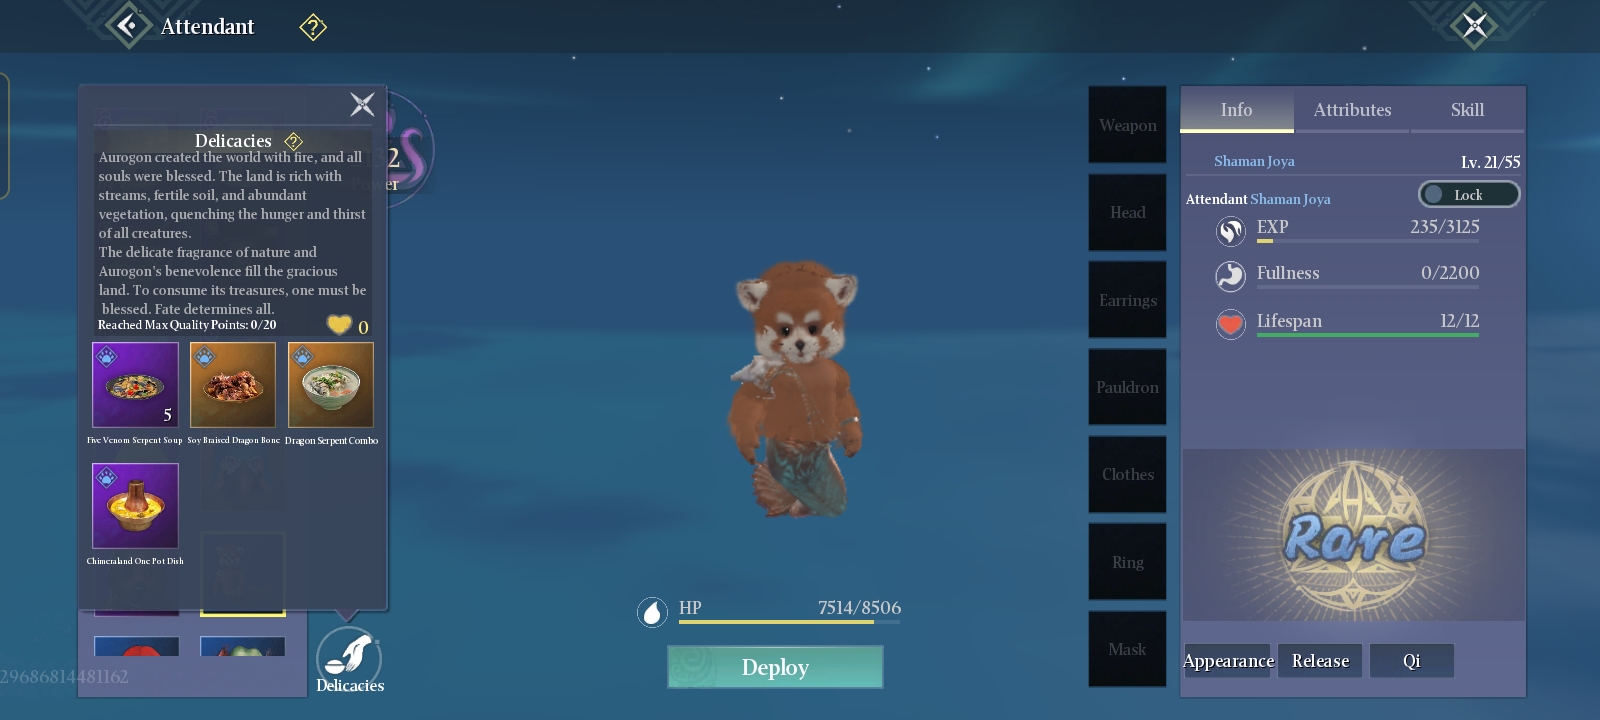 Attendant
?
Delicacies ?
Aurogon created the world with fire, and all
souls were blessed. The land is rich with
streams, fertile soil, and abundant
vegetation, quenching the hunger and thirst
of all creatures.
The delicate fragrance of nature and
Aurogon's benevolence fill the gracious
land. To consume its treasures, one must be
blessed. Fate determines all.
Reached Max Quality Points: 0/20
0
5
Five Venom Serpent Soup
Soy Braised Dragon Bone
Dragon Serpent Combo
Chimeraland One Pot Dish
Delicacies
29686814481162
HP 7514/8506
Deploy
Weapon
Head
Earrings
Pauldron
Clothes
Ring
Mask
Info
Attributes
Skill
Shaman Joya Lv. 21/55
Attendant Shaman Joya
Lock
EXP 235/3125
Fullness 0/2200
Lifespan 12/12
Rare
Appearance
Release
Qi